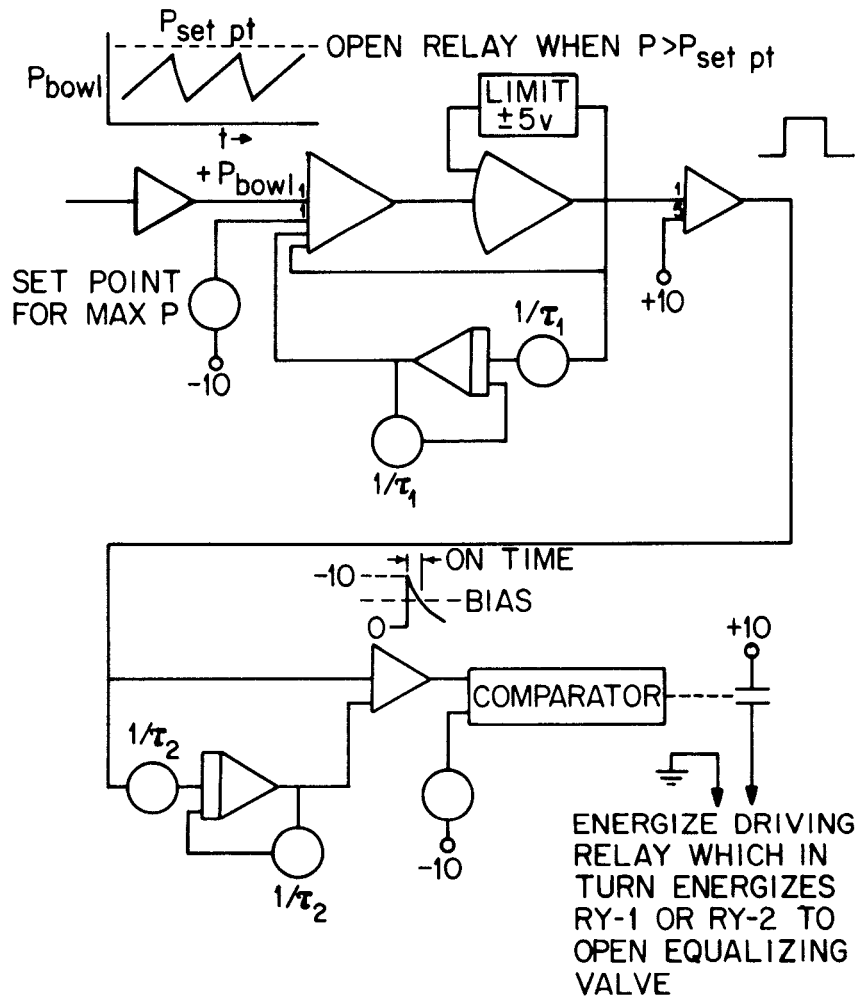 P_set pt
OPEN RELAY WHEN P>P_set pt
P_bowl
t→
LIMIT
±5v
+P_bowl
1
1
1
5
SET POINT
FOR MAX P
-10
+10
1/τ₁
1/τ₁
ON TIME
-10
BIAS
0
+10
COMPARATOR
1/τ₂
-10
1/τ₂
ENERGIZE DRIVING
RELAY WHICH IN
TURN ENERGIZES
RY-1 OR RY-2 TO
OPEN EQUALIZING
VALVE